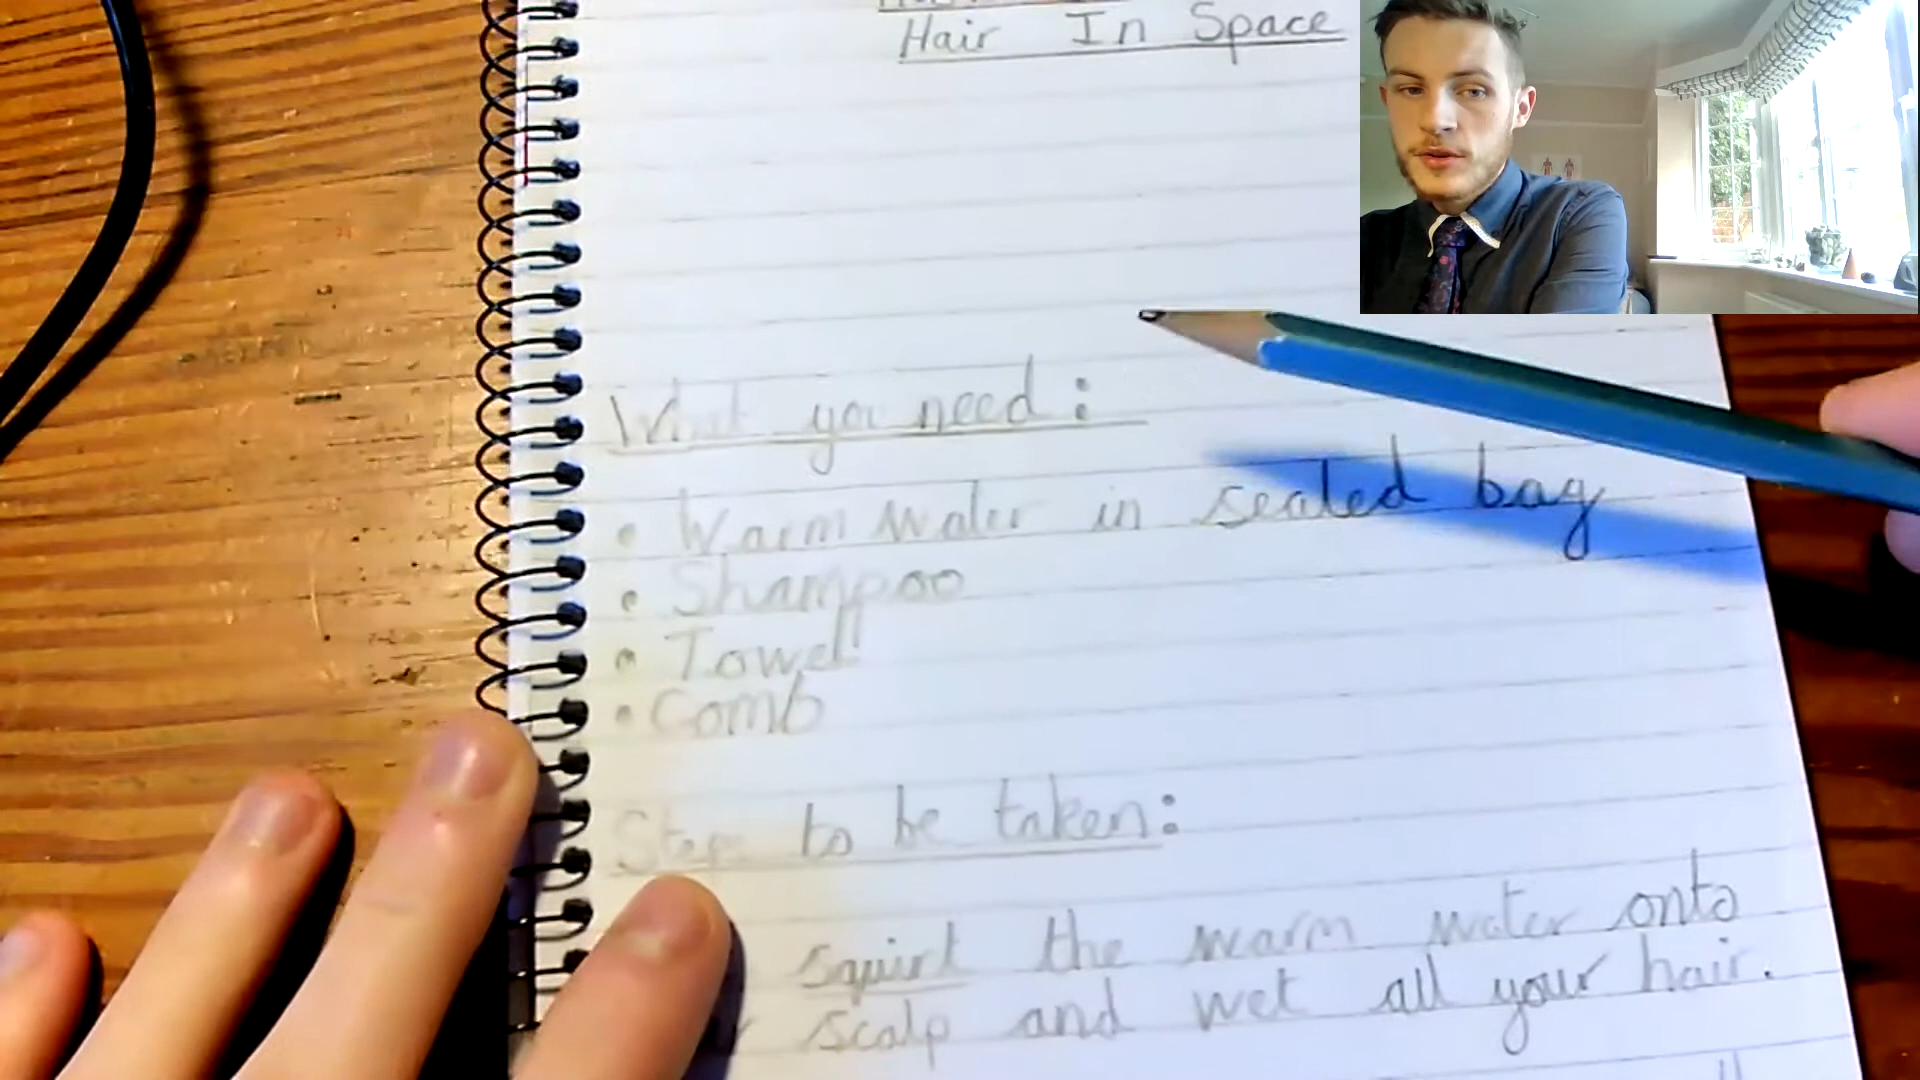 Hair In Space
What you need:
• Warm water in sealed bag
• Shampoo
• Towel
• Comb
Steps to be taken:
squirt the warm water onto
scalp and wet all your hair.